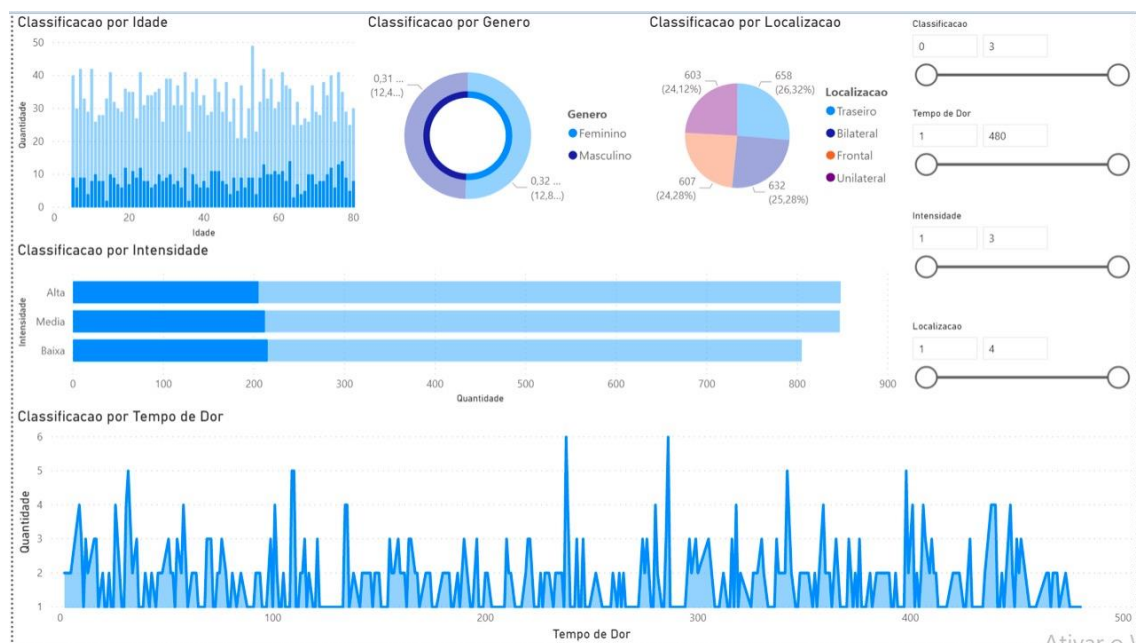 Classificacao por Idade
50
40
30
20
10
0
Quantidade
0 20 40 60 80
Idade
Classificacao por Genero
0,31 ...
(12,4...)
0,32 ...
(12,8...)
Genero
Feminino
Masculino
Classificacao por Localizacao
603
(24,12%)
658
(26,32%)
607
(24,28%)
632
(25,28%)
Localizacao
Traseiro
Bilateral
Frontal
Unilateral
Classificacao
0 3
Tempo de Dor
1 480
Intensidade
1 3
Localizacao
1 4
Classificacao por Intensidade
Intensidade
Alta
Media
Baixa
0 100 200 300 400 500 600 700 800 900
Quantidade
Classificacao por Tempo de Dor
6
5
4
3
2
1
Quantidade
0 100 200 300 400 500
Tempo de Dor
Ativar o